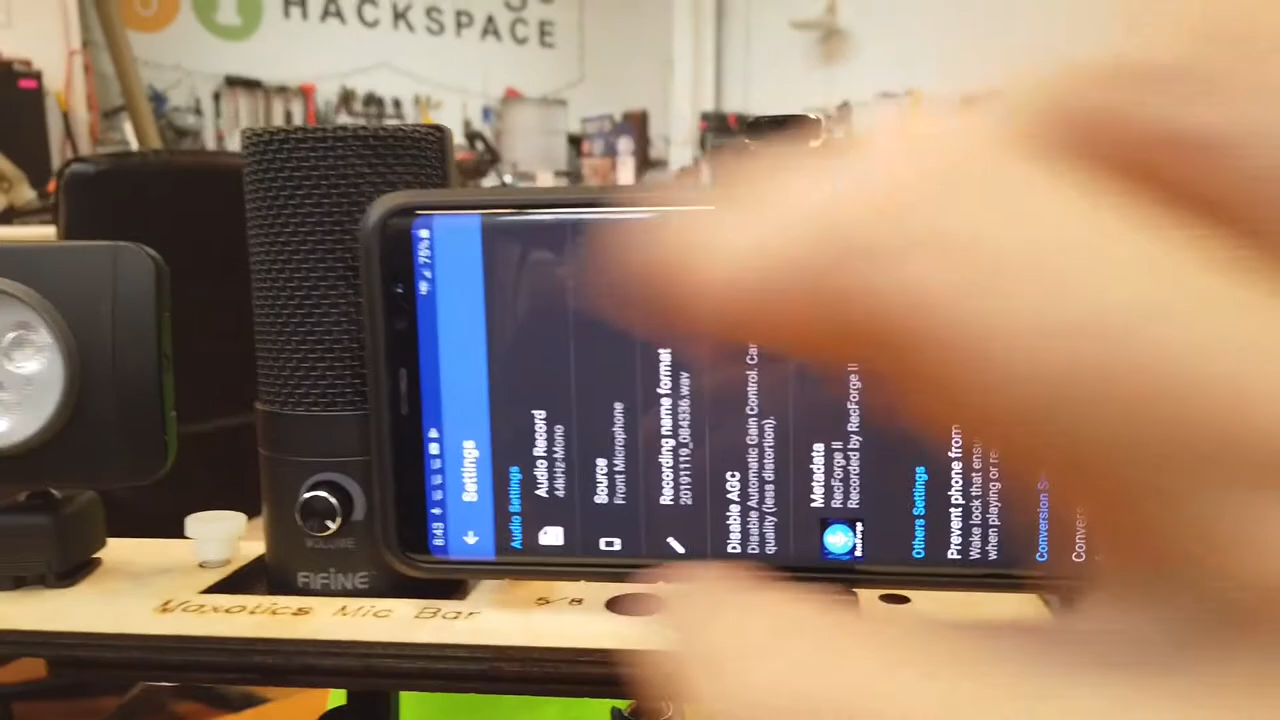 HACKSPACE
8:43
75%
Settings
Audio Settings
Audio Record
44kHz-Mono
Source
Front Microphone
Recording name format
20191119_084336.wav
Disable AGC
Disable Automatic Gain Control. Car
quality (less distortion).
Metadata
RecForge II
Recorded by RecForge II
Others Settings
Prevent phone from
Wake lock that ensu
when playing or re
Conversion S
Convers
VOLUME
FIFINE
Maxotics Mic Bar
5/8